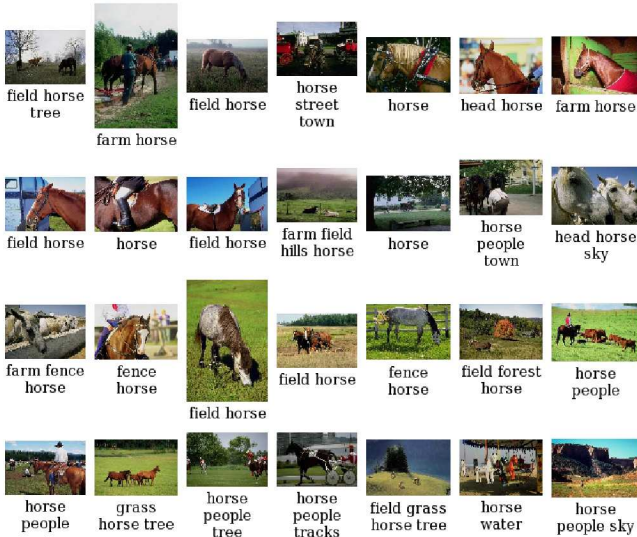 field horse
tree
farm horse
field horse
horse
street
town
horse
head horse
farm horse
field horse
horse
field horse
farm field
hills horse
horse
horse
people
town
head horse
sky
farm fence
horse
fence
horse
field horse
field horse
fence
horse
field forest
horse
horse
people
horse
people
grass
horse tree
horse
people
tree
horse
people
tracks
field grass
horse tree
horse
water
horse
people sky